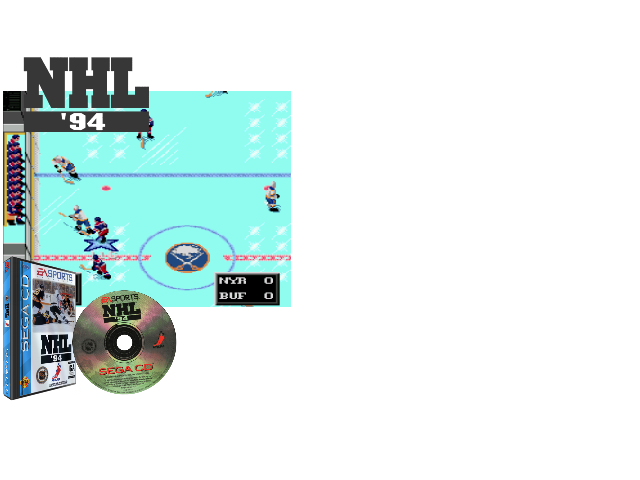 NHL
'94
NYR 0
BUF 0
EA SPORTS
SEGA CD
NHL
'94
EA SPORTS
NHL
'94
SEGA CD